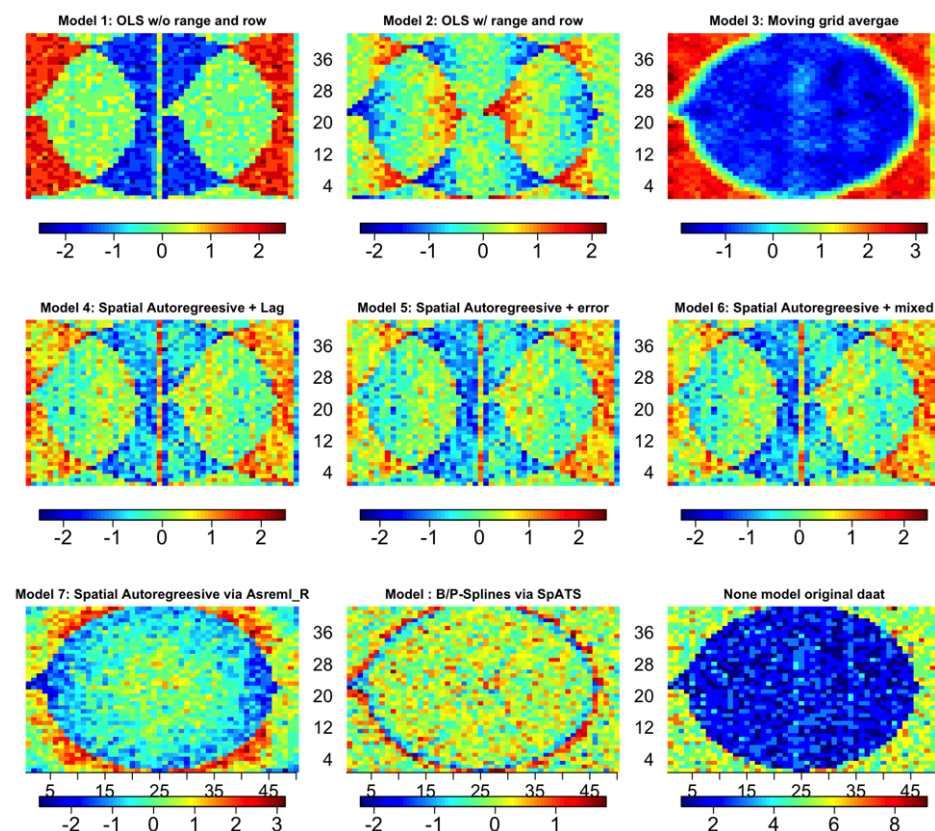 Model 1: OLS w/o range and row
Model 2: OLS w/ range and row
Model 3: Moving grid avergae
36
28
20
12
4
36
28
20
12
4
-2 -1 0 1 2
-2 -1 0 1 2
-1 0 1 2 3
Model 4: Spatial Autoregreesive + Lag
Model 5: Spatial Autoregreesive + error
Model 6: Spatial Autoregreesive + mixed
36
28
20
12
4
36
28
20
12
4
-2 -1 0 1 2
-2 -1 0 1 2
-2 -1 0 1 2
Model 7: Spatial Autoregreesive via Asreml_R
Model : B/P-Splines via SpATS
None model original daat
36
28
20
12
4
36
28
20
12
4
5 15 25 35 45
5 15 25 35 45
5 15 25 35 45
-2 -1 0 1 2 3
-2 -1 0 1
2 4 6 8